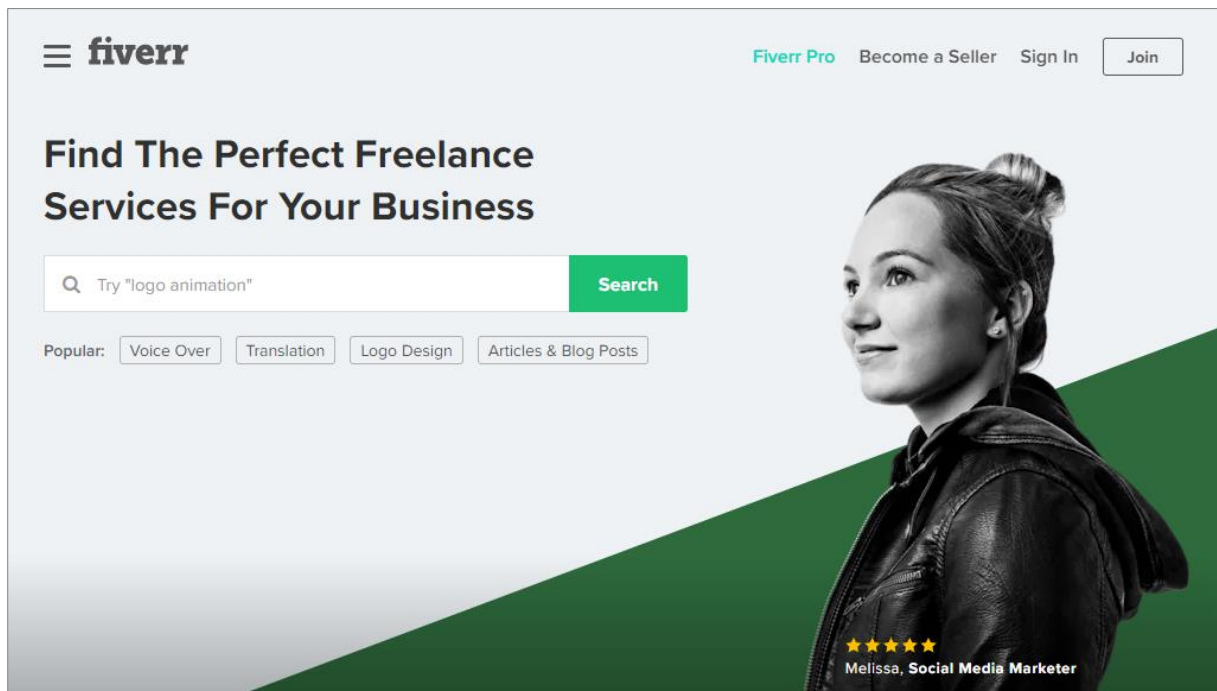 fiverr
Fiverr Pro Become a Seller Sign In Join
Find The Perfect Freelance
Services For Your Business
Try "logo animation" Search
Popular: Voice Over Translation Logo Design Articles & Blog Posts
Melissa, Social Media Marketer